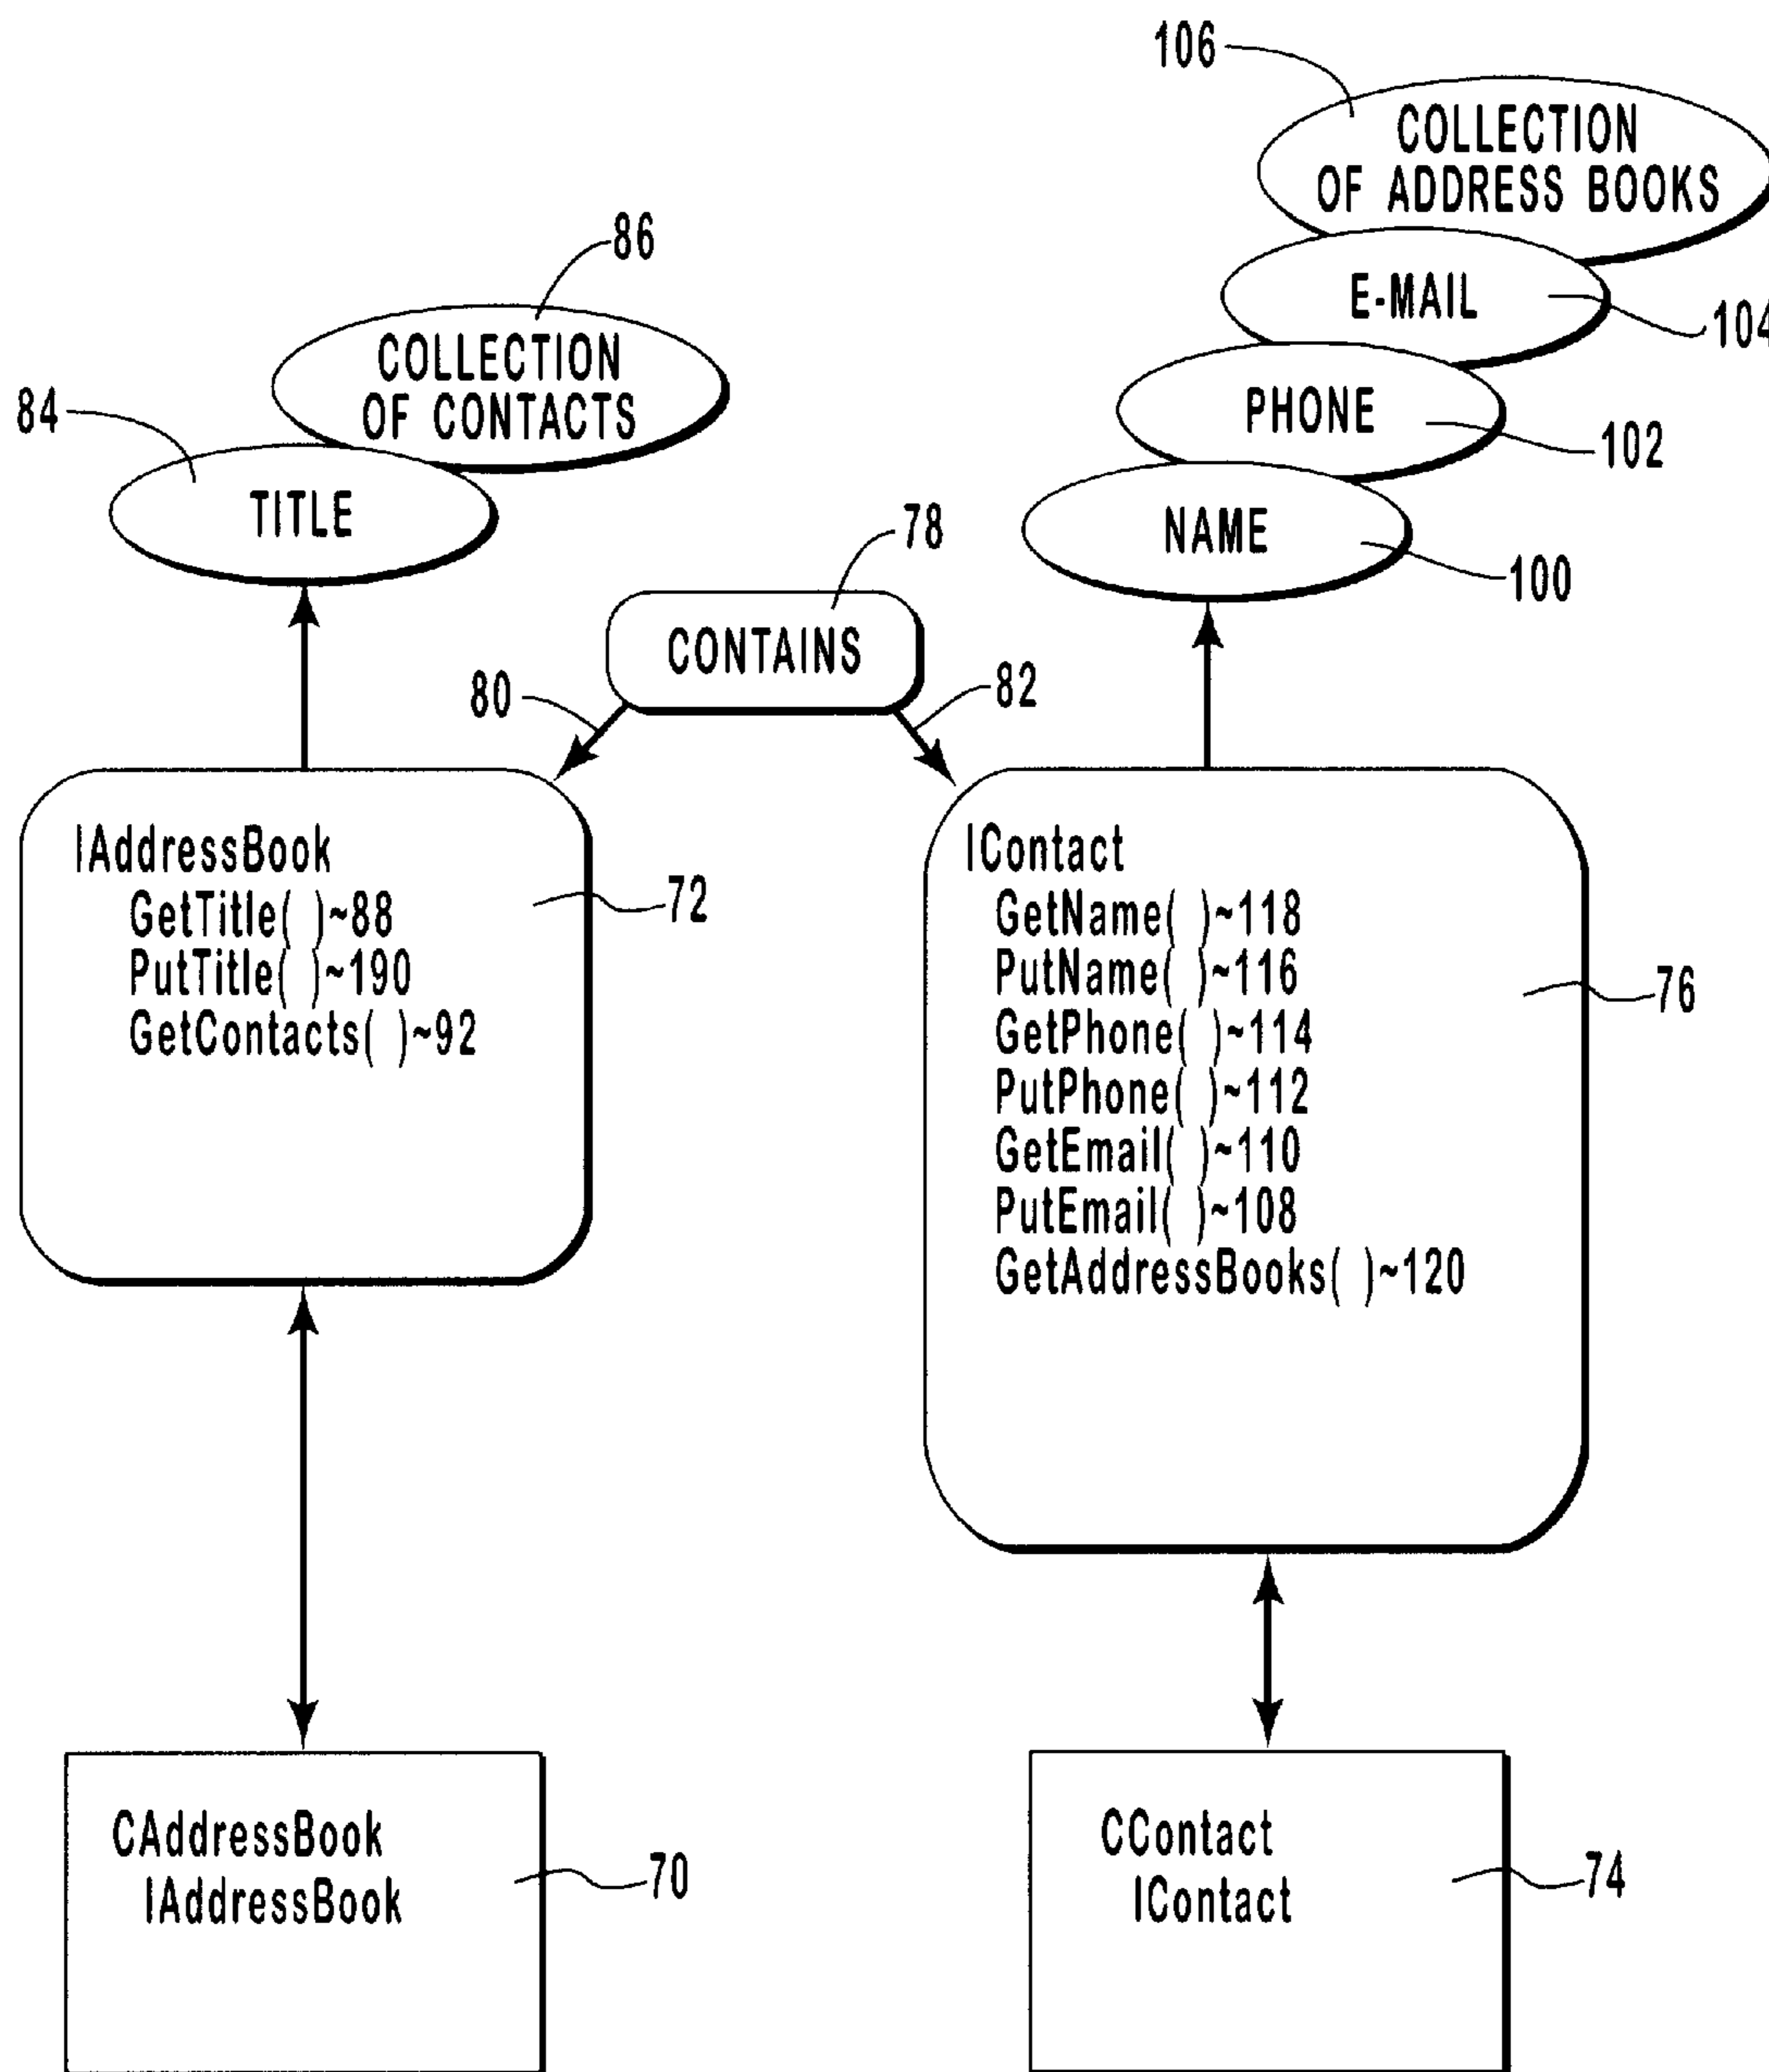 106
COLLECTION
OF ADDRESS BOOKS
E-MAIL
104
PHONE
102
NAME
100
86
COLLECTION
OF CONTACTS
84
TITLE
78
CONTAINS
80
82
IAddressBook
GetTitle( )~88
PutTitle( )~190
GetContacts( )~92
72
IContact
GetName( )~118
PutName( )~116
GetPhone( )~114
PutPhone( )~112
GetEmail( )~110
PutEmail( )~108
GetAddressBooks( )~120
76
CAddressBook
IAddressBook
70
CContact
IContact
74